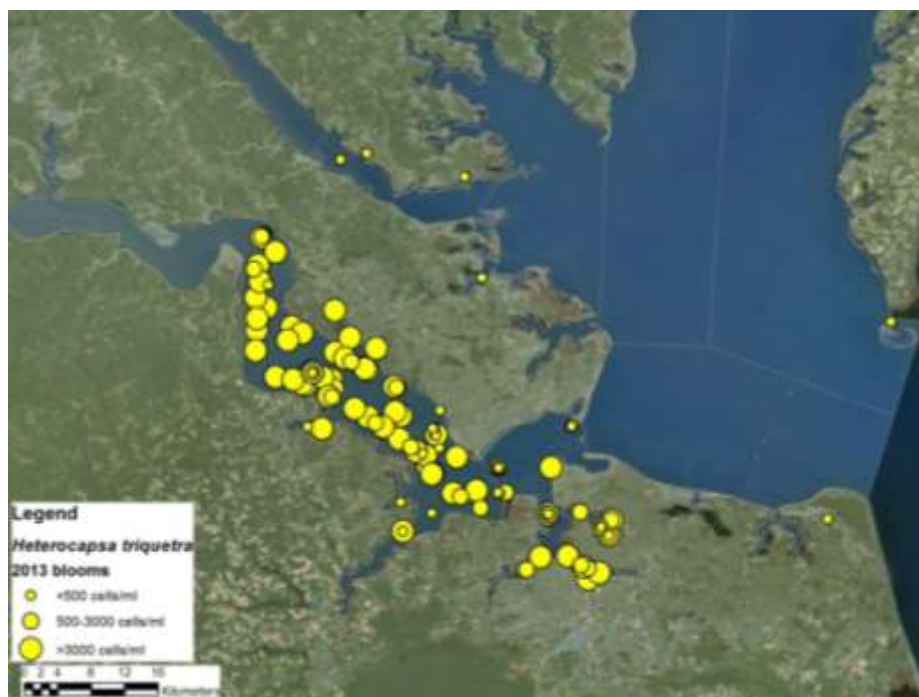 Legend
Heterocapsa triquetra
2013 blooms
<500 cells/ml
500-3000 cells/ml
>3000 cells/ml
0 2 4 8 12 16
Kilometers